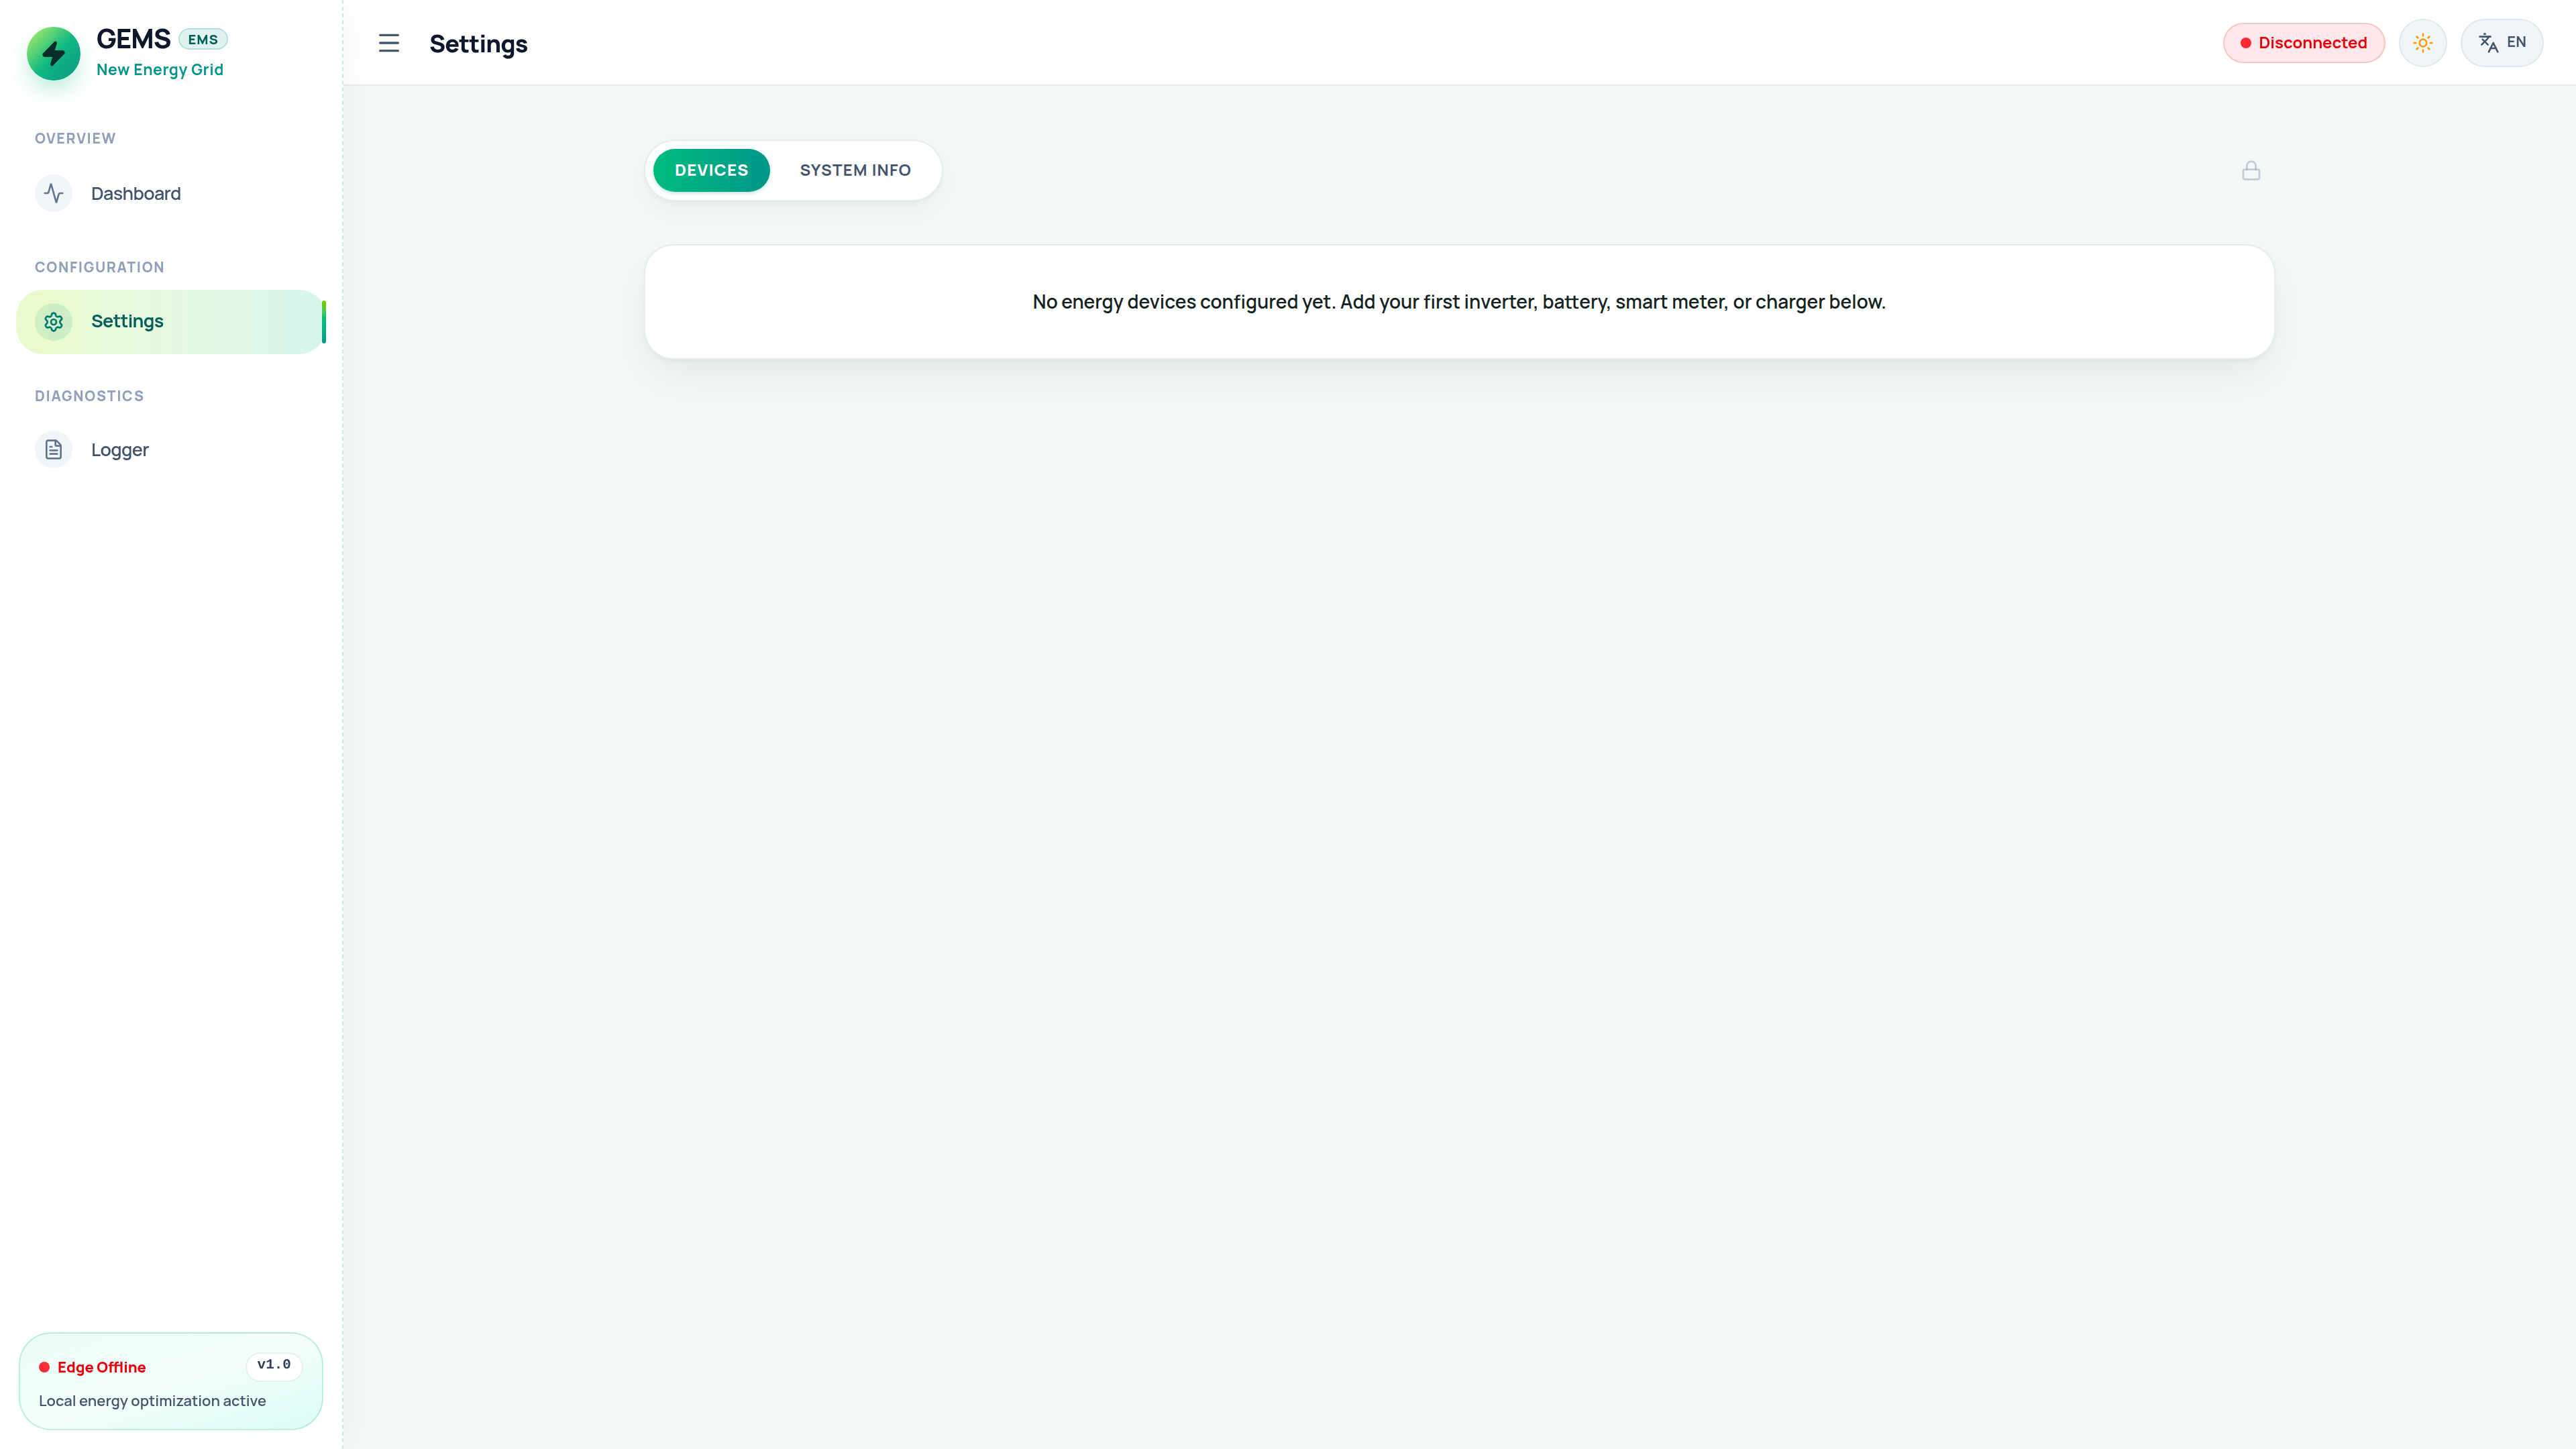 GEMS EMS
New Energy Grid
OVERVIEW
Dashboard
CONFIGURATION
Settings
DIAGNOSTICS
Logger
Edge Offline v1.0
Local energy optimization active
Settings
Disconnected
EN
DEVICES SYSTEM INFO
No energy devices configured yet. Add your first inverter, battery, smart meter, or charger below.